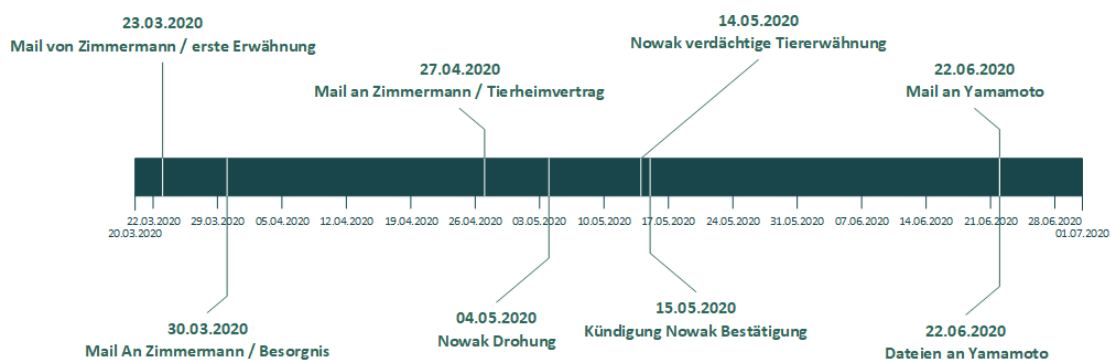 23.03.2020
Mail von Zimmermann / erste Erwähnung
14.05.2020
Nowak verdächtige Tiererwähnung
27.04.2020
Mail an Zimmermann / Tierheimvertrag
22.06.2020
Mail an Yamamoto
22.03.2020 29.03.2020 05.04.2020 12.04.2020 19.04.2020 26.04.2020 03.05.2020 10.05.2020 17.05.2020 24.05.2020 31.05.2020 07.06.2020 14.06.2020 21.06.2020 28.06.2020
20.03.2020 01.07.2020
04.05.2020
Nowak Drohung
15.05.2020
Kündigung Nowak Bestätigung
30.03.2020
Mail An Zimmermann / Besorgnis
22.06.2020
Dateien an Yamamoto